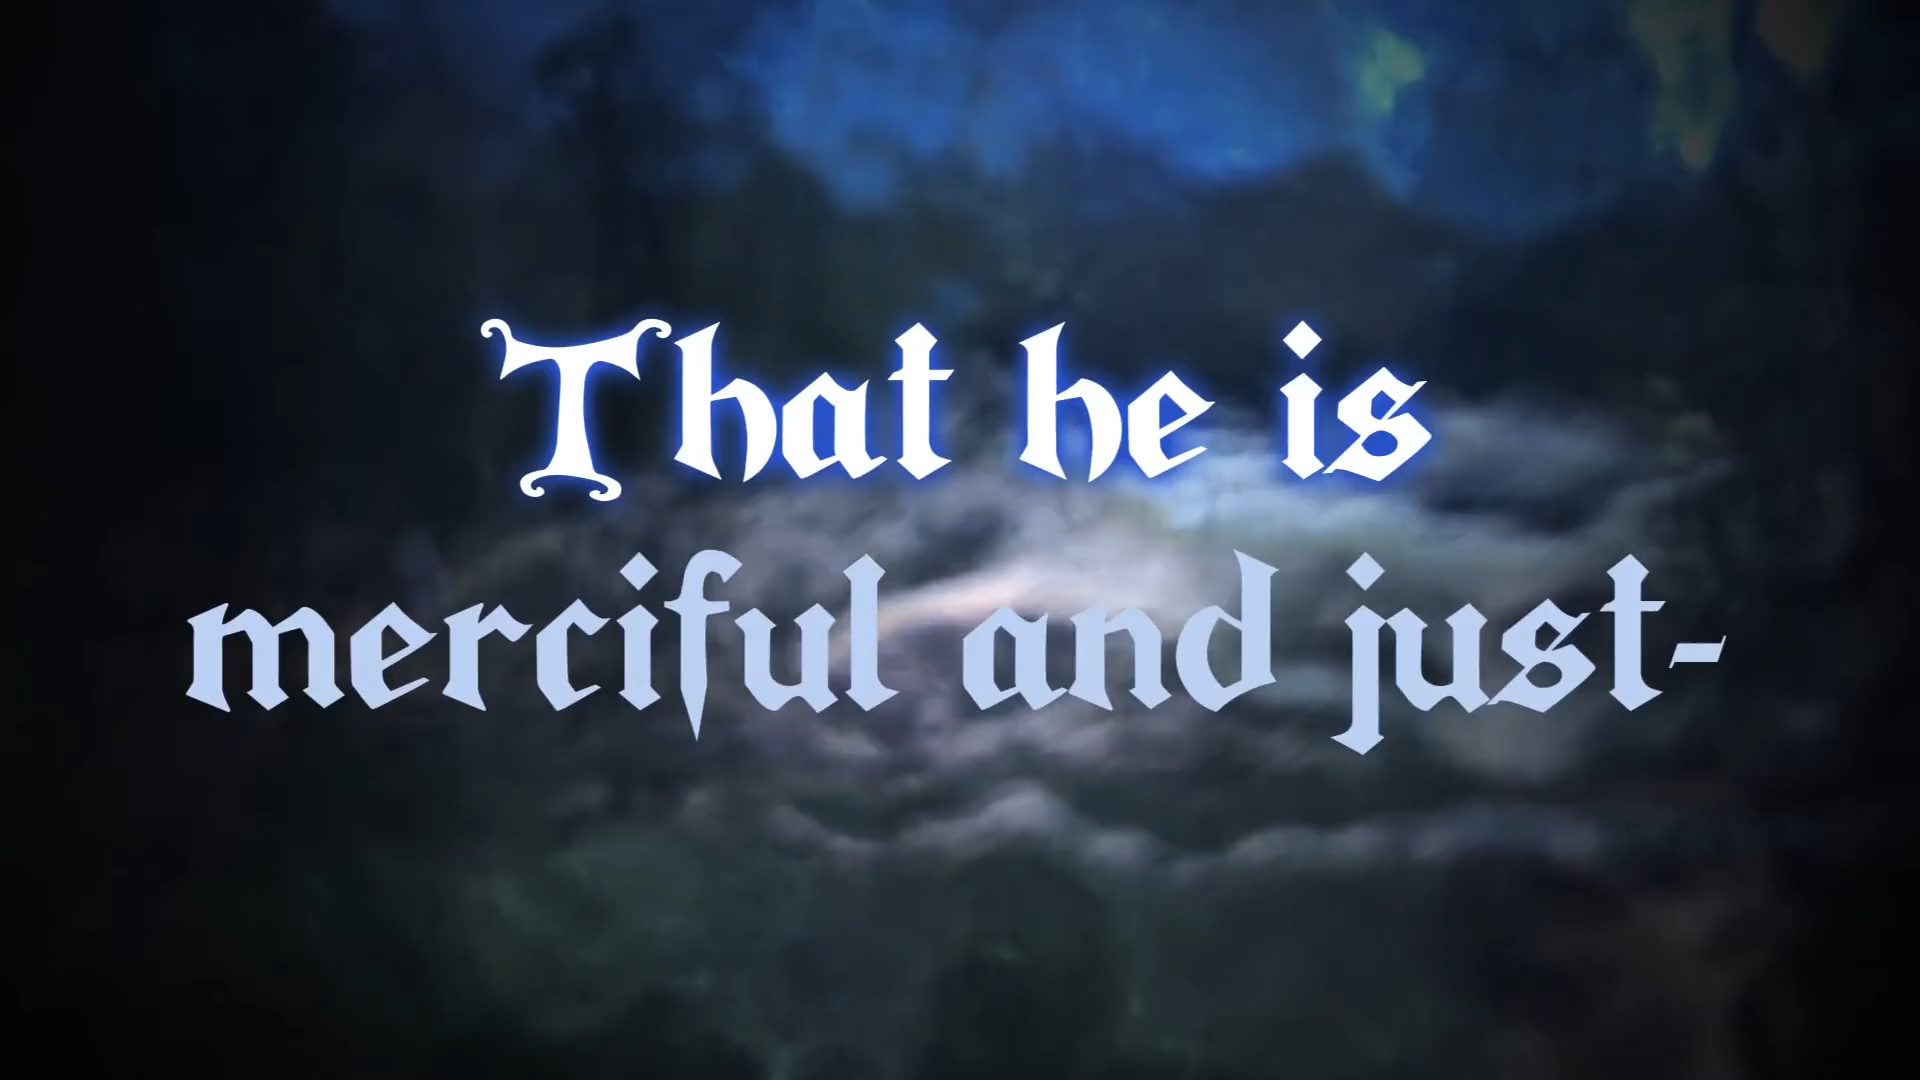 That he is
merciful and just-